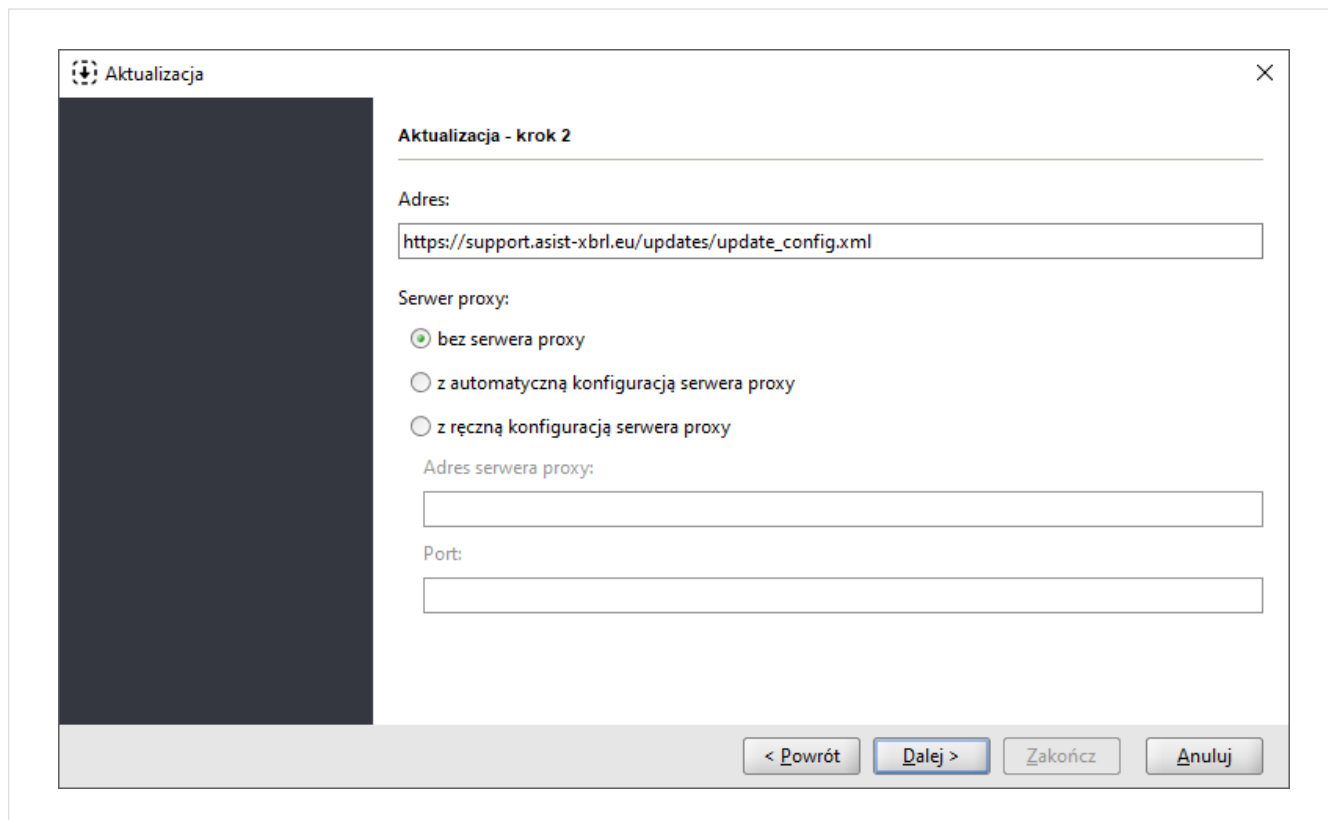 Aktualizacja
Aktualizacja - krok 2
Adres:
https://support.asist-xbrl.eu/updates/update_config.xml
Serwer proxy:
bez serwera proxy
z automatyczną konfiguracją serwera proxy
z ręczną konfiguracją serwera proxy
Adres serwera proxy:
Port:
< Powrót Dalej > Zakończ Anuluj